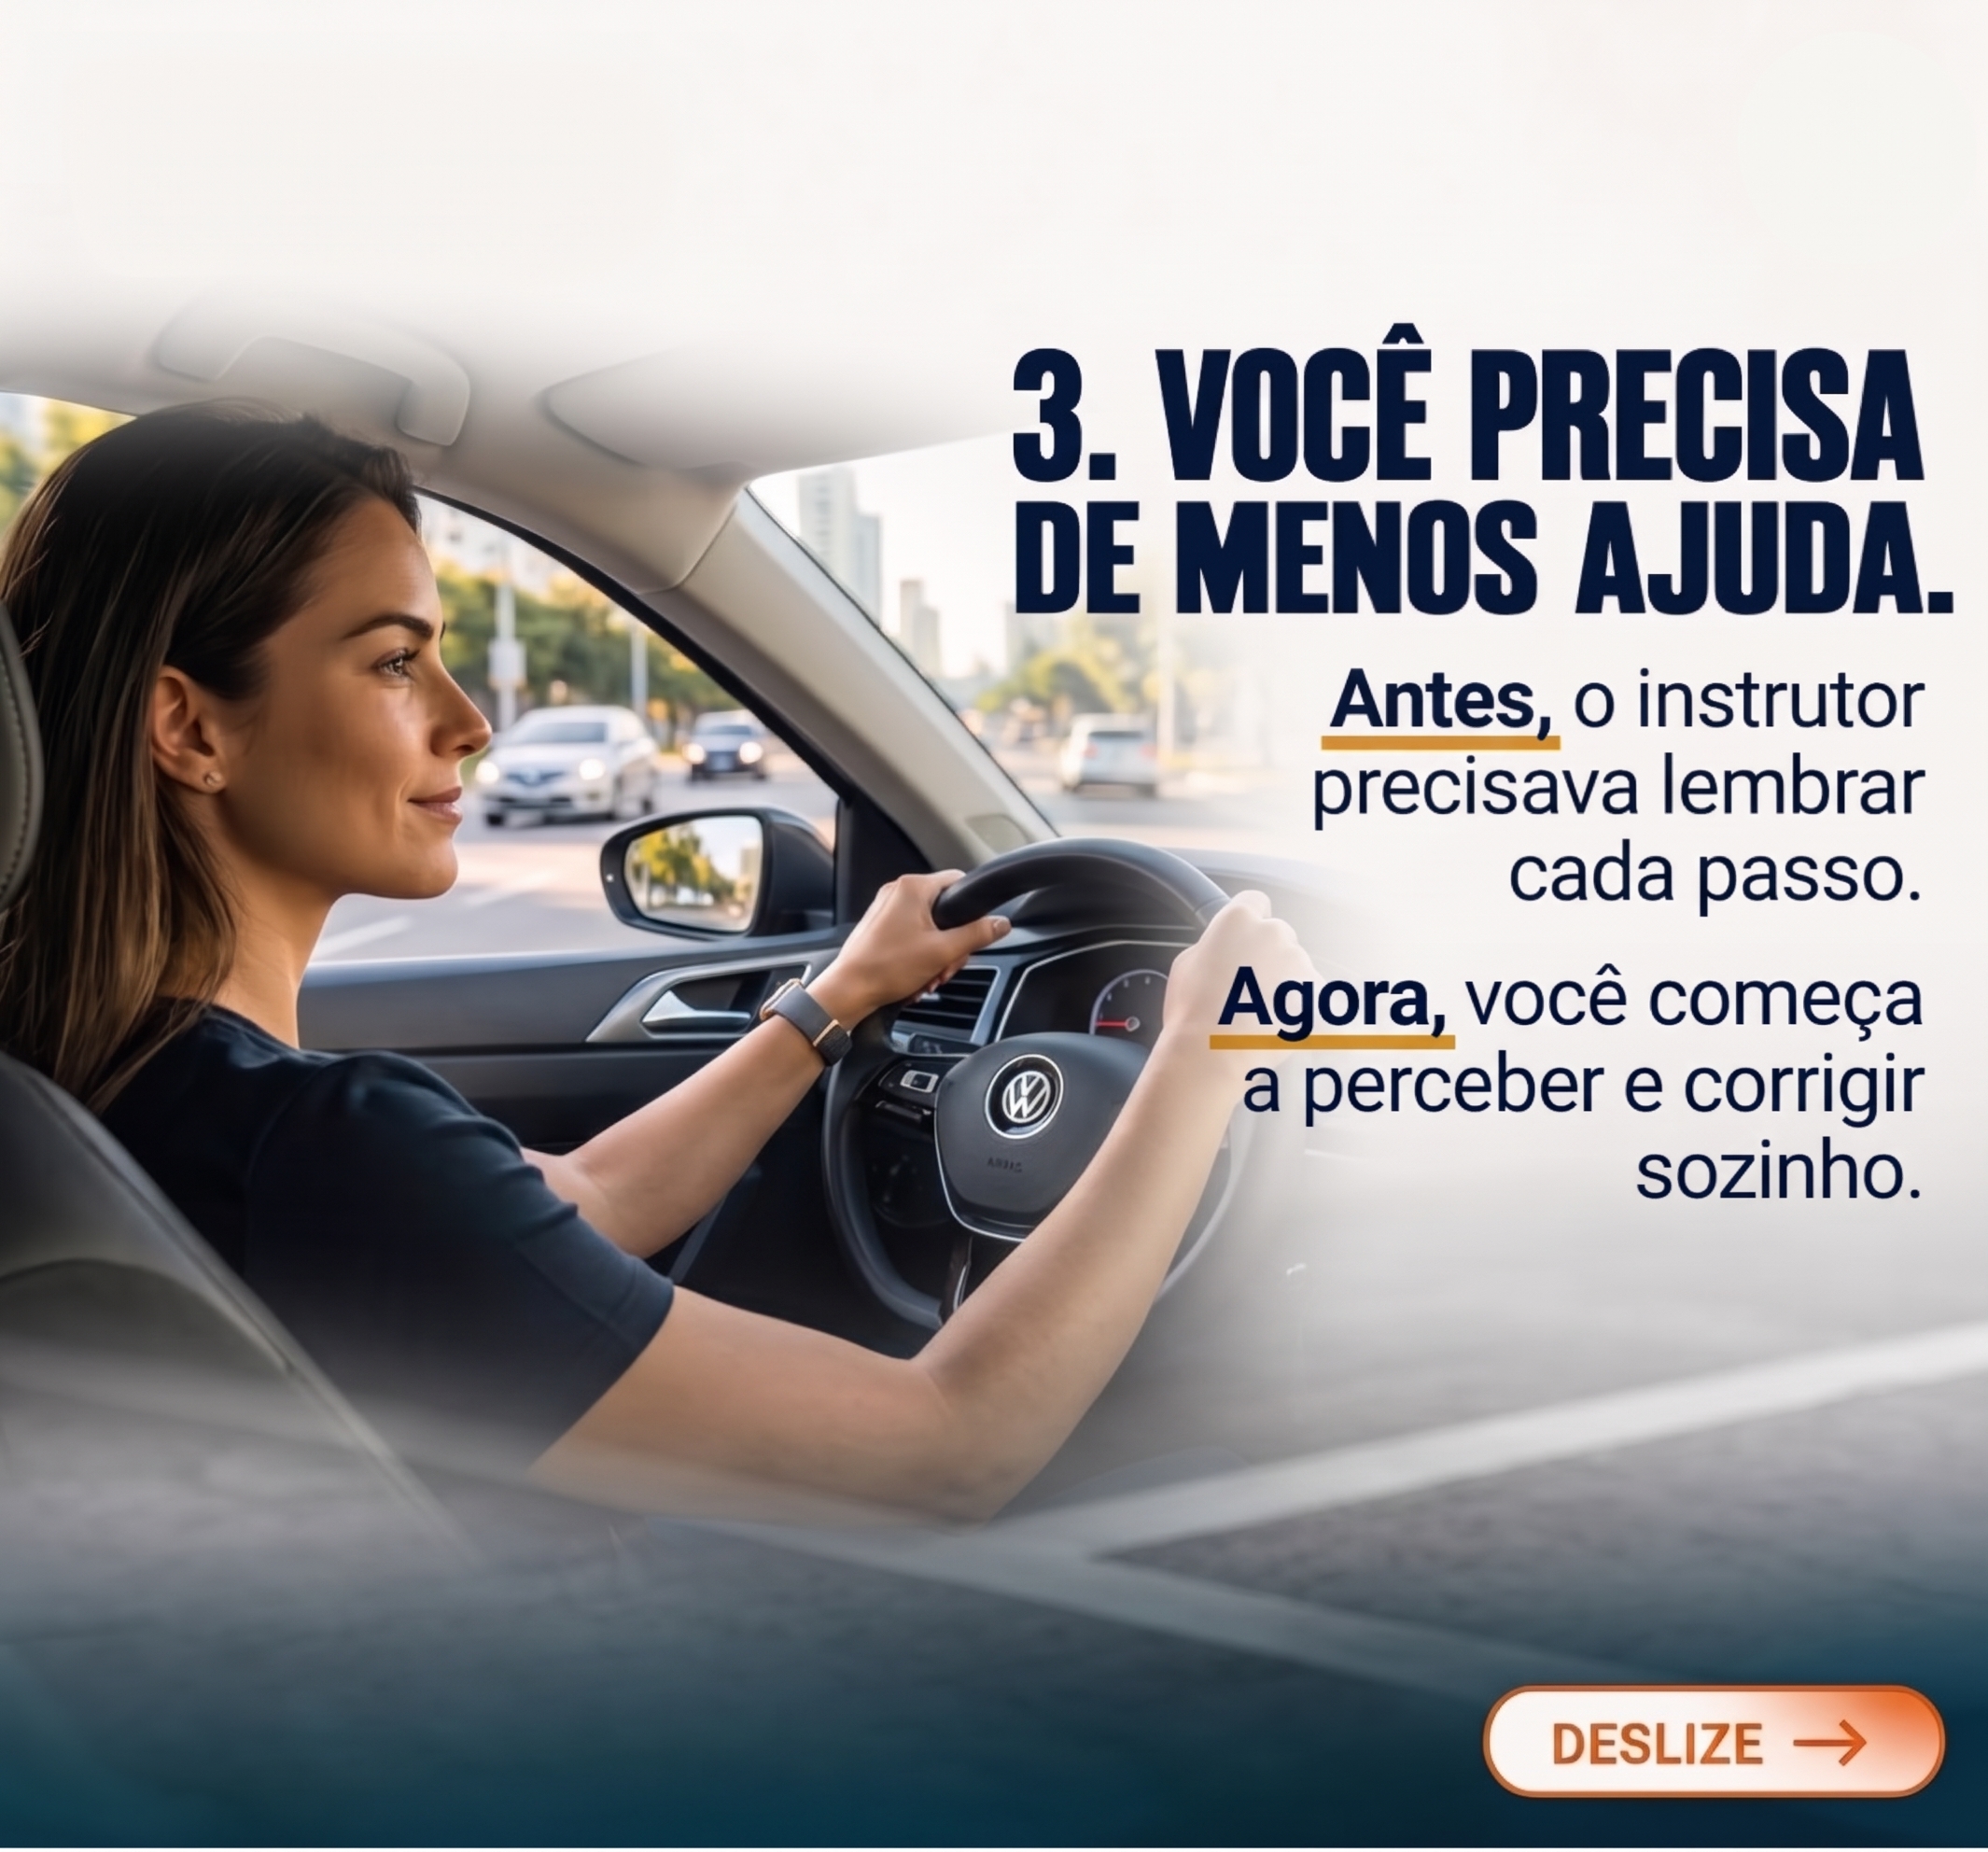 3. VOCÊ PRECISA
DE MENOS AJUDA.
Antes, o instrutor
precisava lembrar
cada passo.
Agora, você começa
a perceber e corrigir
sozinho.
DESLIZE →